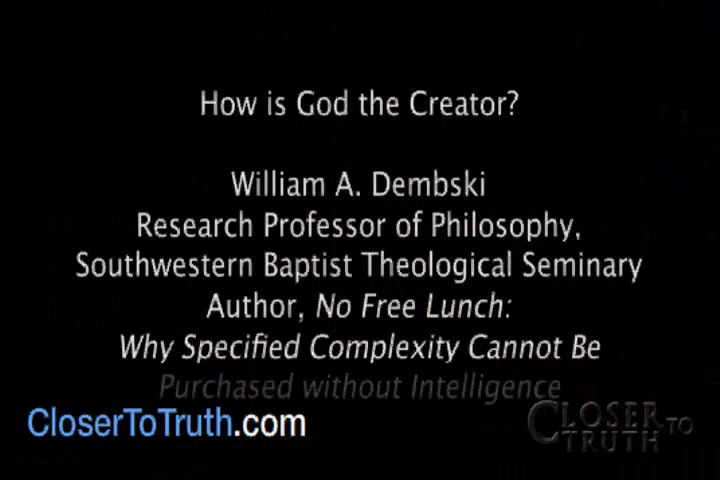 How is God the Creator?
William A. Dembski
Research Professor of Philosophy,
Southwestern Baptist Theological Seminary
Author, No Free Lunch:
Why Specified Complexity Cannot Be
Purchased without Intelligence
CloserToTruth.com
CLOSER TO
TRUTH